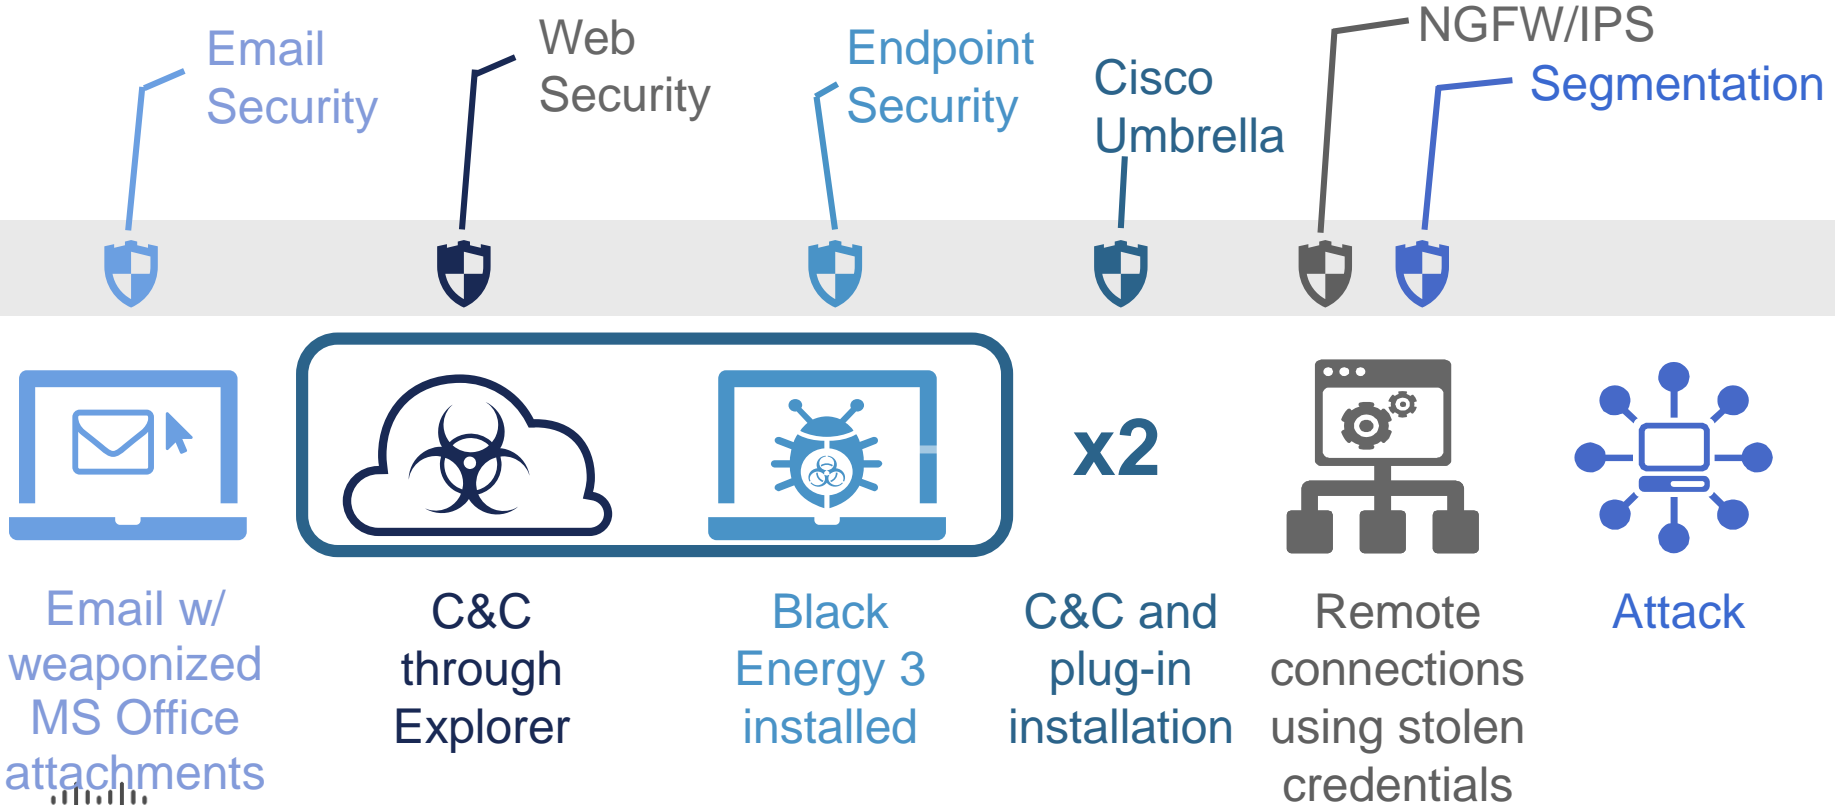 Email
Security
Web
Security
Endpoint
Security
Cisco
Umbrella
NGFW/IPS
Segmentation
x2
Email w/
weaponized
MS Office
attachments
C&C
through
Explorer
Black
Energy 3
installed
C&C and
plug-in
installation
Remote
connections
using stolen
credentials
Attack